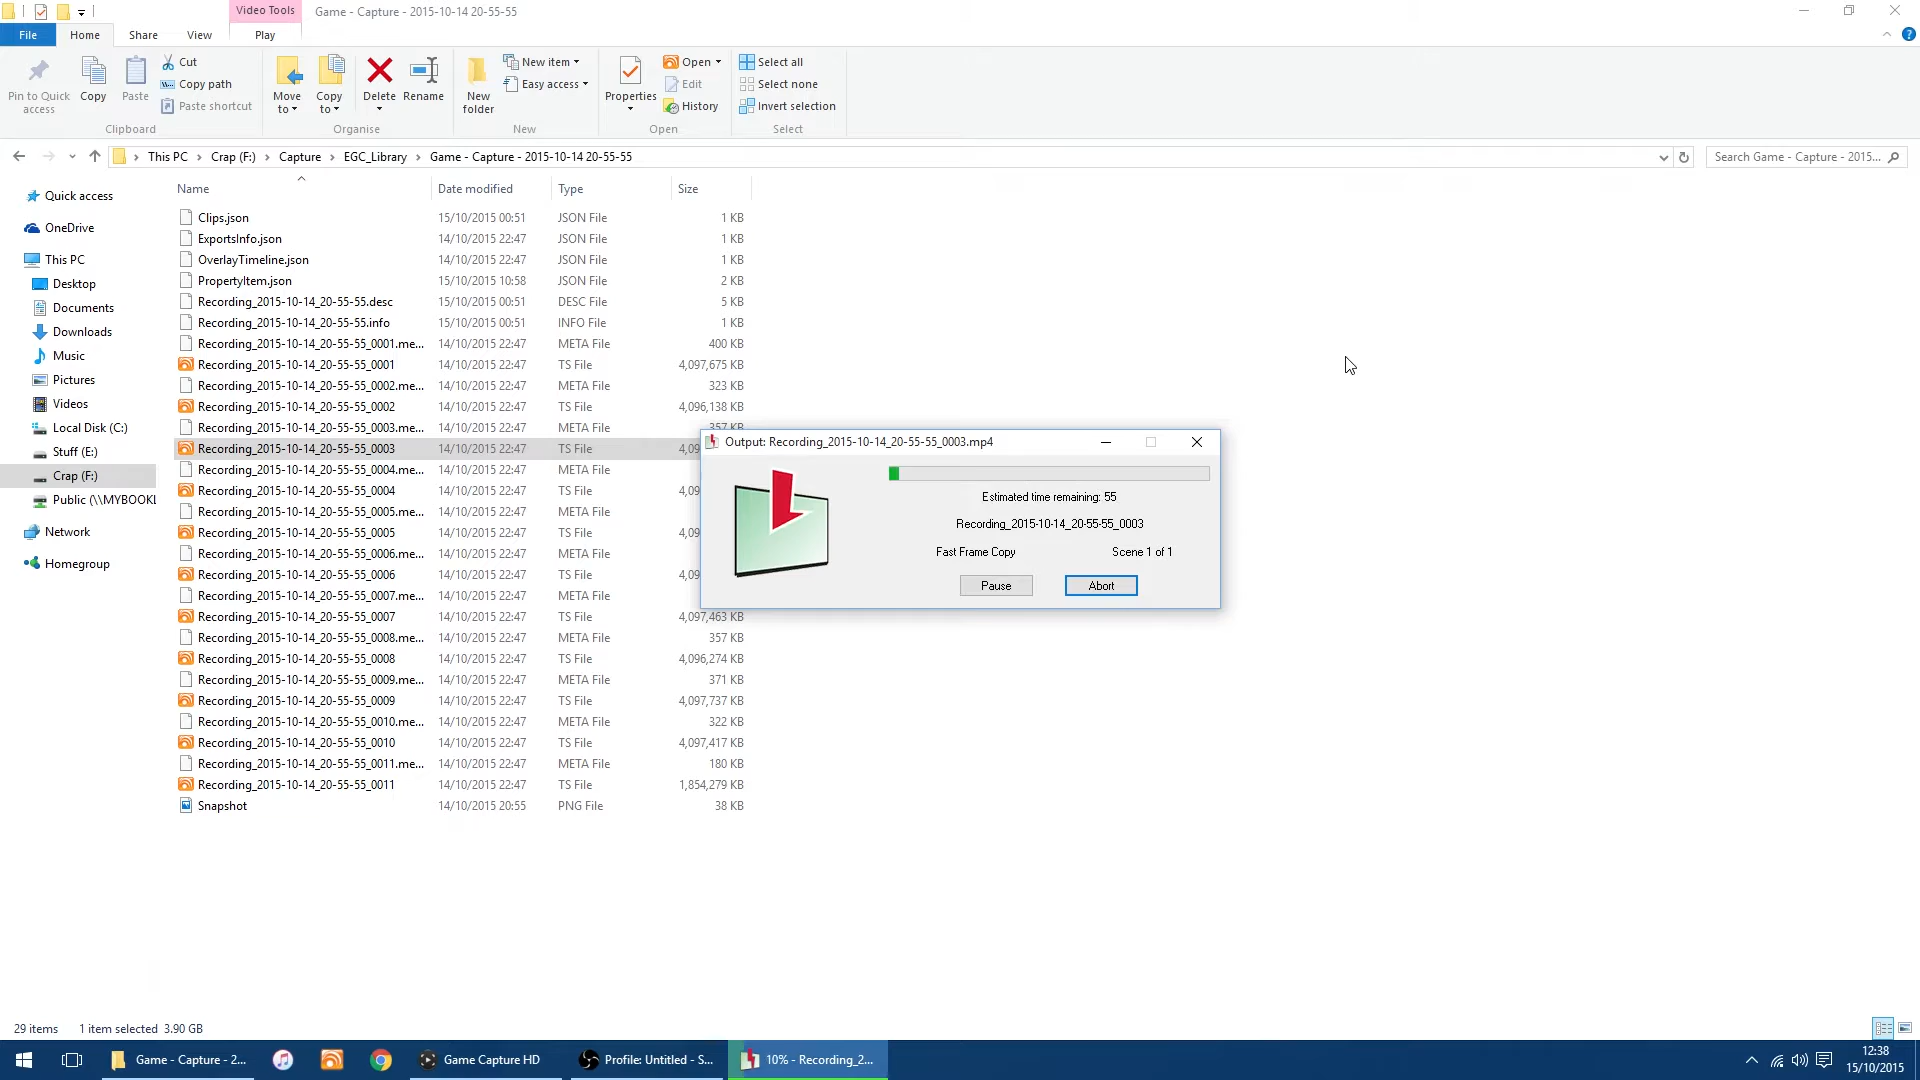 Video Tools
Game - Capture - 2015-10-14 20-55-55
File
Home
Share
View
Play
Pin to Quick access
Copy
Paste
Cut
Copy path
Paste shortcut
Clipboard
Move to
Copy to
Delete
Rename
Organise
New folder
New item
Easy access
New
Properties
Open
Edit
History
Open
Select all
Select none
Invert selection
Select
This PC
Crap (F:)
Capture
EGC_Library
Game - Capture - 2015-10-14 20-55-55
Search Game - Capture - 2015...
Quick access
OneDrive
This PC
Desktop
Documents
Downloads
Music
Pictures
Videos
Local Disk (C:)
Stuff (E:)
Crap (F:)
Public (\\MYBOOKL
Network
Homegroup
Name Date modified Type Size
Clips.json 15/10/2015 00:51 JSON File 1 KB
ExportsInfo.json 14/10/2015 22:47 JSON File 1 KB
OverlayTimeline.json 14/10/2015 22:47 JSON File 1 KB
PropertyItem.json 15/10/2015 10:58 JSON File 2 KB
Recording_2015-10-14_20-55-55.desc 15/10/2015 00:51 DESC File 5 KB
Recording_2015-10-14_20-55-55.info 15/10/2015 00:51 INFO File 1 KB
Recording_2015-10-14_20-55-55_0001.me... 14/10/2015 22:47 META File 400 KB
Recording_2015-10-14_20-55-55_0001 14/10/2015 22:47 TS File 4,097,675 KB
Recording_2015-10-14_20-55-55_0002.me... 14/10/2015 22:47 META File 323 KB
Recording_2015-10-14_20-55-55_0002 14/10/2015 22:47 TS File 4,096,138 KB
Recording_2015-10-14_20-55-55_0003.me... 14/10/2015 22:47 META File 357 KB
Recording_2015-10-14_20-55-55_0003 14/10/2015 22:47 TS File 4,09
Recording_2015-10-14_20-55-55_0004.me... 14/10/2015 22:47 META File
Recording_2015-10-14_20-55-55_0004 14/10/2015 22:47 TS File 4,09
Recording_2015-10-14_20-55-55_0005.me... 14/10/2015 22:47 META File
Recording_2015-10-14_20-55-55_0005 14/10/2015 22:47 TS File 4,09
Recording_2015-10-14_20-55-55_0006.me... 14/10/2015 22:47 META File
Recording_2015-10-14_20-55-55_0006 14/10/2015 22:47 TS File 4,09
Recording_2015-10-14_20-55-55_0007.me... 14/10/2015 22:47 META File
Recording_2015-10-14_20-55-55_0007 14/10/2015 22:47 TS File 4,097,463 KB
Recording_2015-10-14_20-55-55_0008.me... 14/10/2015 22:47 META File 357 KB
Recording_2015-10-14_20-55-55_0008 14/10/2015 22:47 TS File 4,096,274 KB
Recording_2015-10-14_20-55-55_0009.me... 14/10/2015 22:47 META File 371 KB
Recording_2015-10-14_20-55-55_0009 14/10/2015 22:47 TS File 4,097,737 KB
Recording_2015-10-14_20-55-55_0010.me... 14/10/2015 22:47 META File 322 KB
Recording_2015-10-14_20-55-55_0010 14/10/2015 22:47 TS File 4,097,417 KB
Recording_2015-10-14_20-55-55_0011.me... 14/10/2015 22:47 META File 180 KB
Recording_2015-10-14_20-55-55_0011 14/10/2015 22:47 TS File 1,854,279 KB
Snapshot 14/10/2015 20:55 PNG File 38 KB
Output: Recording_2015-10-14_20-55-55_0003.mp4
Estimated time remaining: 55
Recording_2015-10-14_20-55-55_0003
Fast Frame Copy Scene 1 of 1
Pause Abort
29 items 1 item selected 3.90 GB
Game - Capture - 2...
Game Capture HD
Profile: Untitled - S...
10% - Recording_2...
12:38
15/10/2015